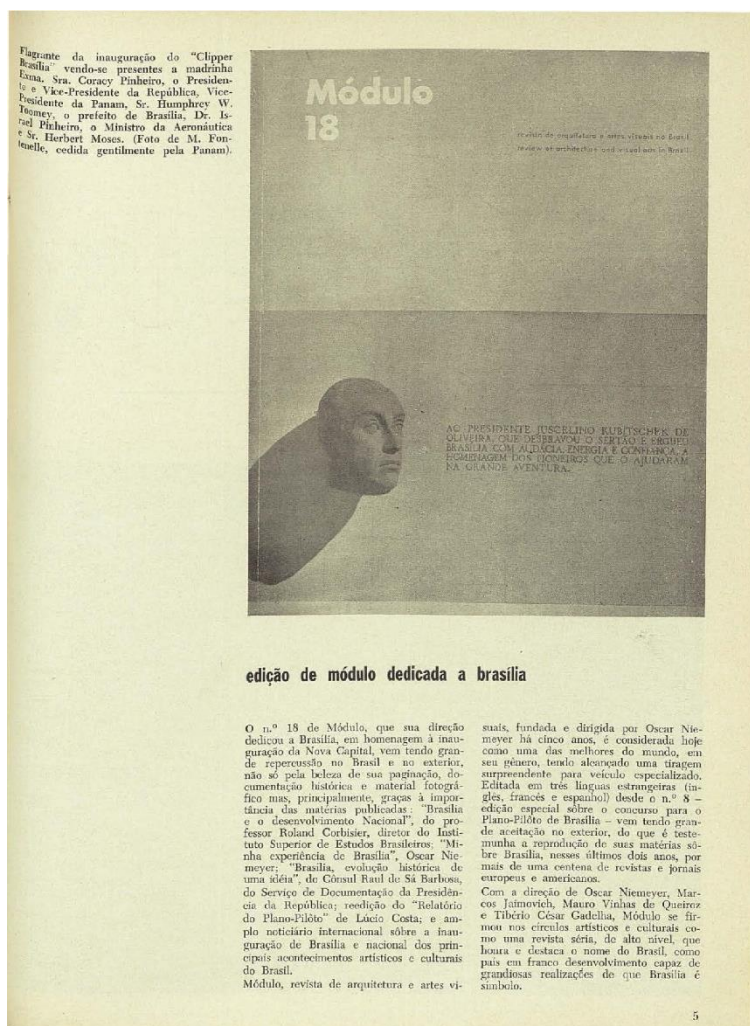 Flagrante da inauguração do "Clipper
Brasília" vendo-se presentes a madrinha
Exma. Sra. Coracy Pinheiro, o Presiden-
te e Vice-Presidente da República, Vice-
Presidente da Panam, Sr. Humphrey W.
Toomey, o prefeito de Brasília, Dr. Is-
rael Pinheiro, o Ministro da Aeronáutica
e Sr. Herbert Moses. (Foto de M. Fon-
tenelle, cedida gentilmente pela Panam).
Módulo
18
revista de arquitetura e artes visuais no Brasil
review of architecture and visual arts in Brazil
AO PRESIDENTE JUSCELINO KUBITSCHEK DE
OLIVEIRA, QUE DESBRAVOU O SERTÃO E ERGUEU
BRASÍLIA COM AUDÁCIA, ENERGIA E CONFIANÇA, A
HOMENAGEM DOS PIONEIROS QUE O AJUDARAM
NA GRANDE AVENTURA.
edição de módulo dedicada a brasília
O n.º 18 de Módulo, que sua direção
dedicou a Brasília, em homenagem à inau-
guração da Nova Capital, vem tendo gran-
de repercussão no Brasil e no exterior,
não só pela beleza de sua paginação, do-
cumentação histórica e material fotográ-
fico mas, principalmente, graças à impor-
tância das matérias publicadas : "Brasília
e o desenvolvimento Nacional", do pro-
fessor Roland Corbisier, diretor do Insti-
tuto Superior de Estudos Brasileiros; "Mi-
nha experiência de Brasília", Oscar Nie-
meyer; "Brasília, evolução histórica de
uma idéia", do Cônsul Raul de Sá Barbosa,
do Serviço de Documentação da Presidên-
cia da República; reedição do "Relatório
do Plano-Pilôto" de Lúcio Costa; e am-
plo noticiário internacional sôbre a inau-
guração de Brasília e nacional dos prin-
cipais acontecimentos artísticos e culturais
do Brasil.
Módulo, revista de arquitetura e artes vi-
suais, fundada e dirigida por Oscar Nie-
meyer há cinco anos, é considerada hoje
como uma das melhores do mundo, em
seu gênero, tendo alcançado uma tiragem
surpreendente para veículo especializado.
Editada em três línguas estrangeiras (in-
glês, francês e espanhol) desde o n.º 8 –
edição especial sôbre o concurso para o
Plano-Pilôto de Brasília – vem tendo gran-
de aceitação no exterior, do que é teste-
munha a reprodução de suas matérias sô-
bre Brasília, nesses últimos dois anos, por
mais de uma centena de revistas e jornais
europeus e americanos.
Com a direção de Oscar Niemeyer, Mar-
cos Jaimovich, Mauro Vinhas de Queiroz
e Tibério César Gadelha, Módulo se fir-
mou nos círculos artísticos e culturais co-
mo uma revista séria, de alto nível, que
honra e destaca o nome do Brasil, como
país em franco desenvolvimento capaz de
grandiosas realizações de que Brasília é
símbolo.
5